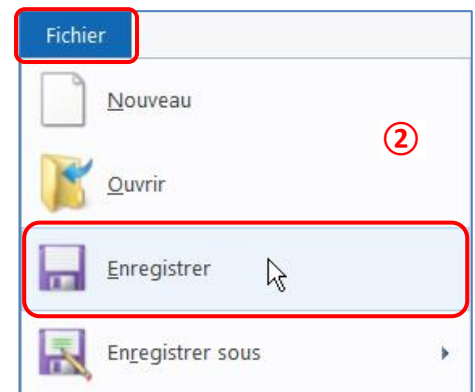 Fichier
Nouveau
②
Ouvrir
Enregistrer
Enregistrer sous